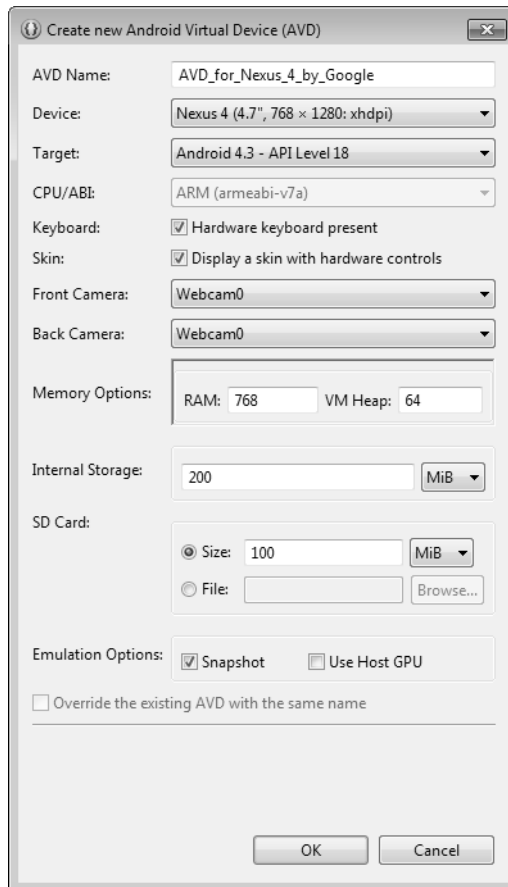 Create new Android Virtual Device (AVD)
AVD Name: AVD_for_Nexus_4_by_Google
Device: Nexus 4 (4.7", 768 × 1280: xhdpi)
Target: Android 4.3 - API Level 18
CPU/ABI: ARM (armeabi-v7a)
Keyboard: Hardware keyboard present
Skin: Display a skin with hardware controls
Front Camera: Webcam0
Back Camera: Webcam0
Memory Options: RAM: 768 VM Heap: 64
Internal Storage: 200 MiB
SD Card:
Size: 100 MiB
File: Browse...
Emulation Options: Snapshot Use Host GPU
Override the existing AVD with the same name
OK Cancel